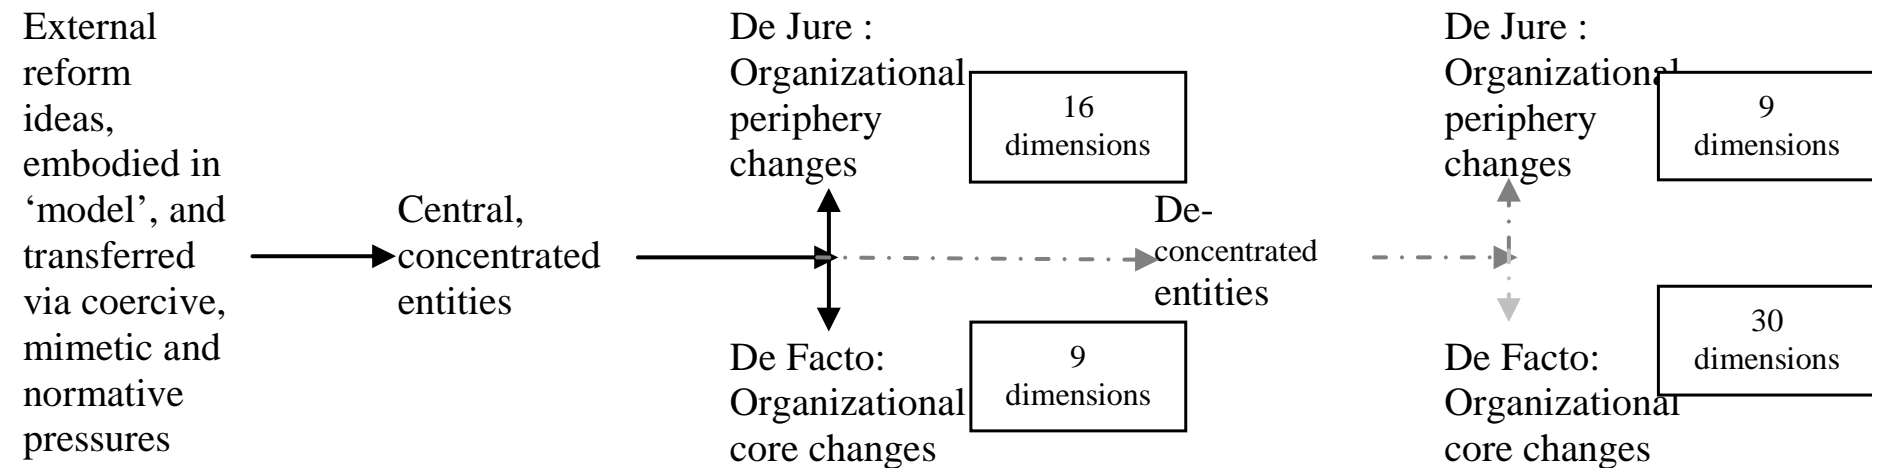 External
reform
ideas,
embodied in
‘model’, and
transferred
via coercive,
mimetic and
normative
pressures
Central,
concentrated
entities
De Jure :
Organizational
periphery
changes
16
dimensions
De Facto:
Organizational
core changes
9
dimensions
De-
concentrated
entities
De Jure :
Organizational
periphery
changes
9
dimensions
De Facto:
Organizational
core changes
30
dimensions